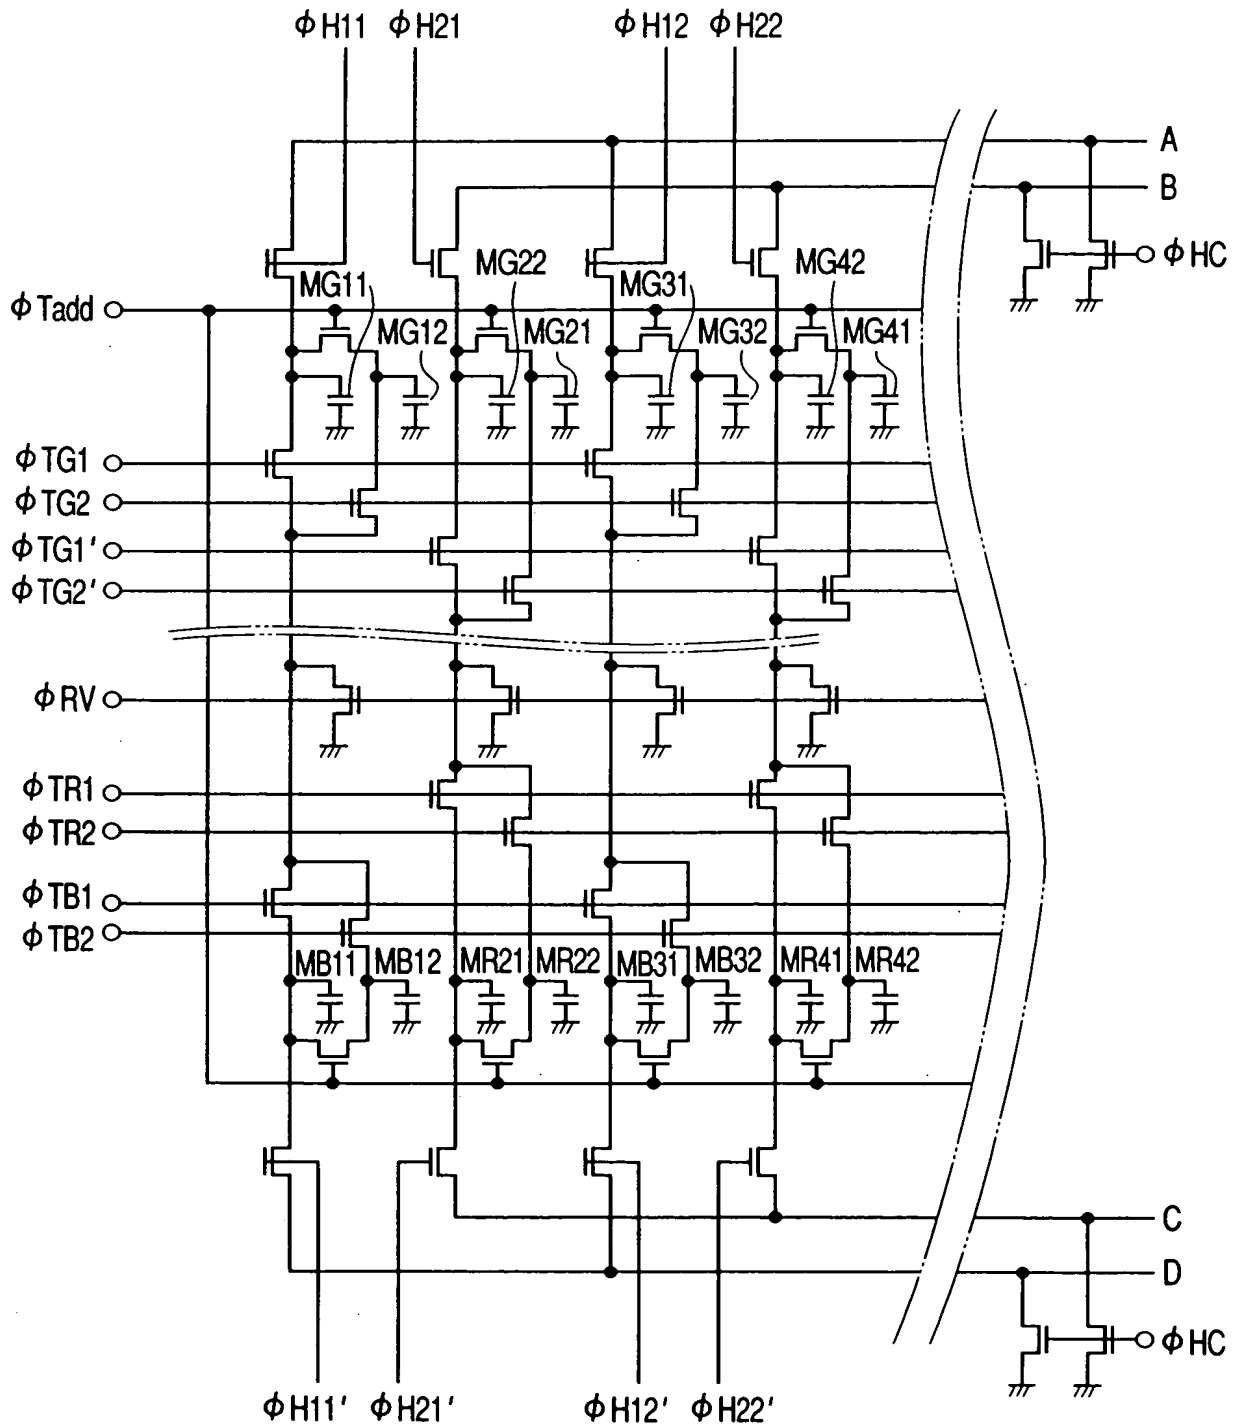 ϕH11 ϕH21 ϕH12 ϕH22
A
B
ϕHC
MG22 MG42
MG11 MG31
ϕTadd
MG12 MG21 MG32 MG41
ϕTG1
ϕTG2
ϕTG1'
ϕTG2'
ϕRV
ϕTR1
ϕTR2
ϕTB1
ϕTB2
MB11 MB12 MR21 MR22 MB31 MB32 MR41 MR42
C
D
ϕHC
ϕH11' ϕH21' ϕH12' ϕH22'